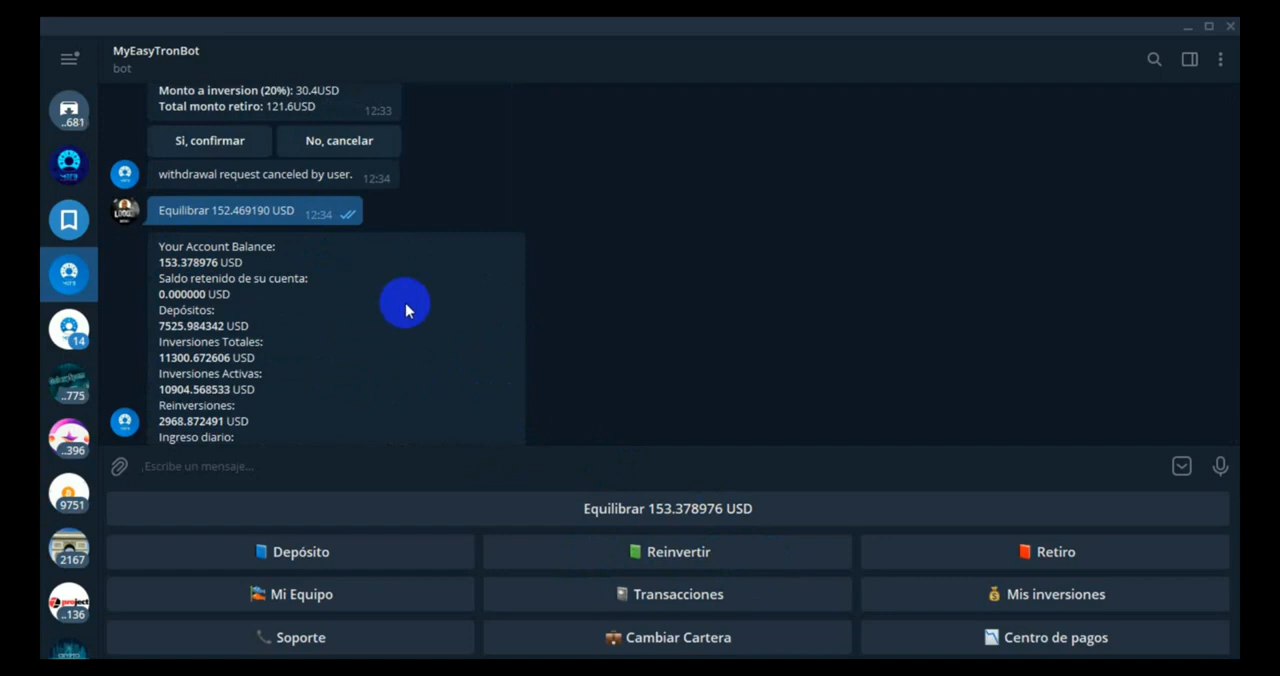 MyEasyTronBot
bot
Monto a inversion (20%): 30.4USD
Total monto retiro: 121.6USD
12:33
Si, confirmar
No, cancelar
withdrawal request canceled by user.
12:34
Equilibrar 152.469190 USD
12:34
Your Account Balance:
153.378976 USD
Saldo retenido de su cuenta:
0.000000 USD
Depósitos:
7525.984342 USD
Inversiones Totales:
11300.672606 USD
Inversiones Activas:
10904.568533 USD
Reinversiones:
2968.872491 USD
Ingreso diario:
Escribe un mensaje...
Equilibrar 153.378976 USD
Depósito
Reinvertir
Retiro
Mi Equipo
Transacciones
Mis inversiones
Soporte
Cambiar Cartera
Centro de pagos
..681
14
..775
..396
9751
2167
..136